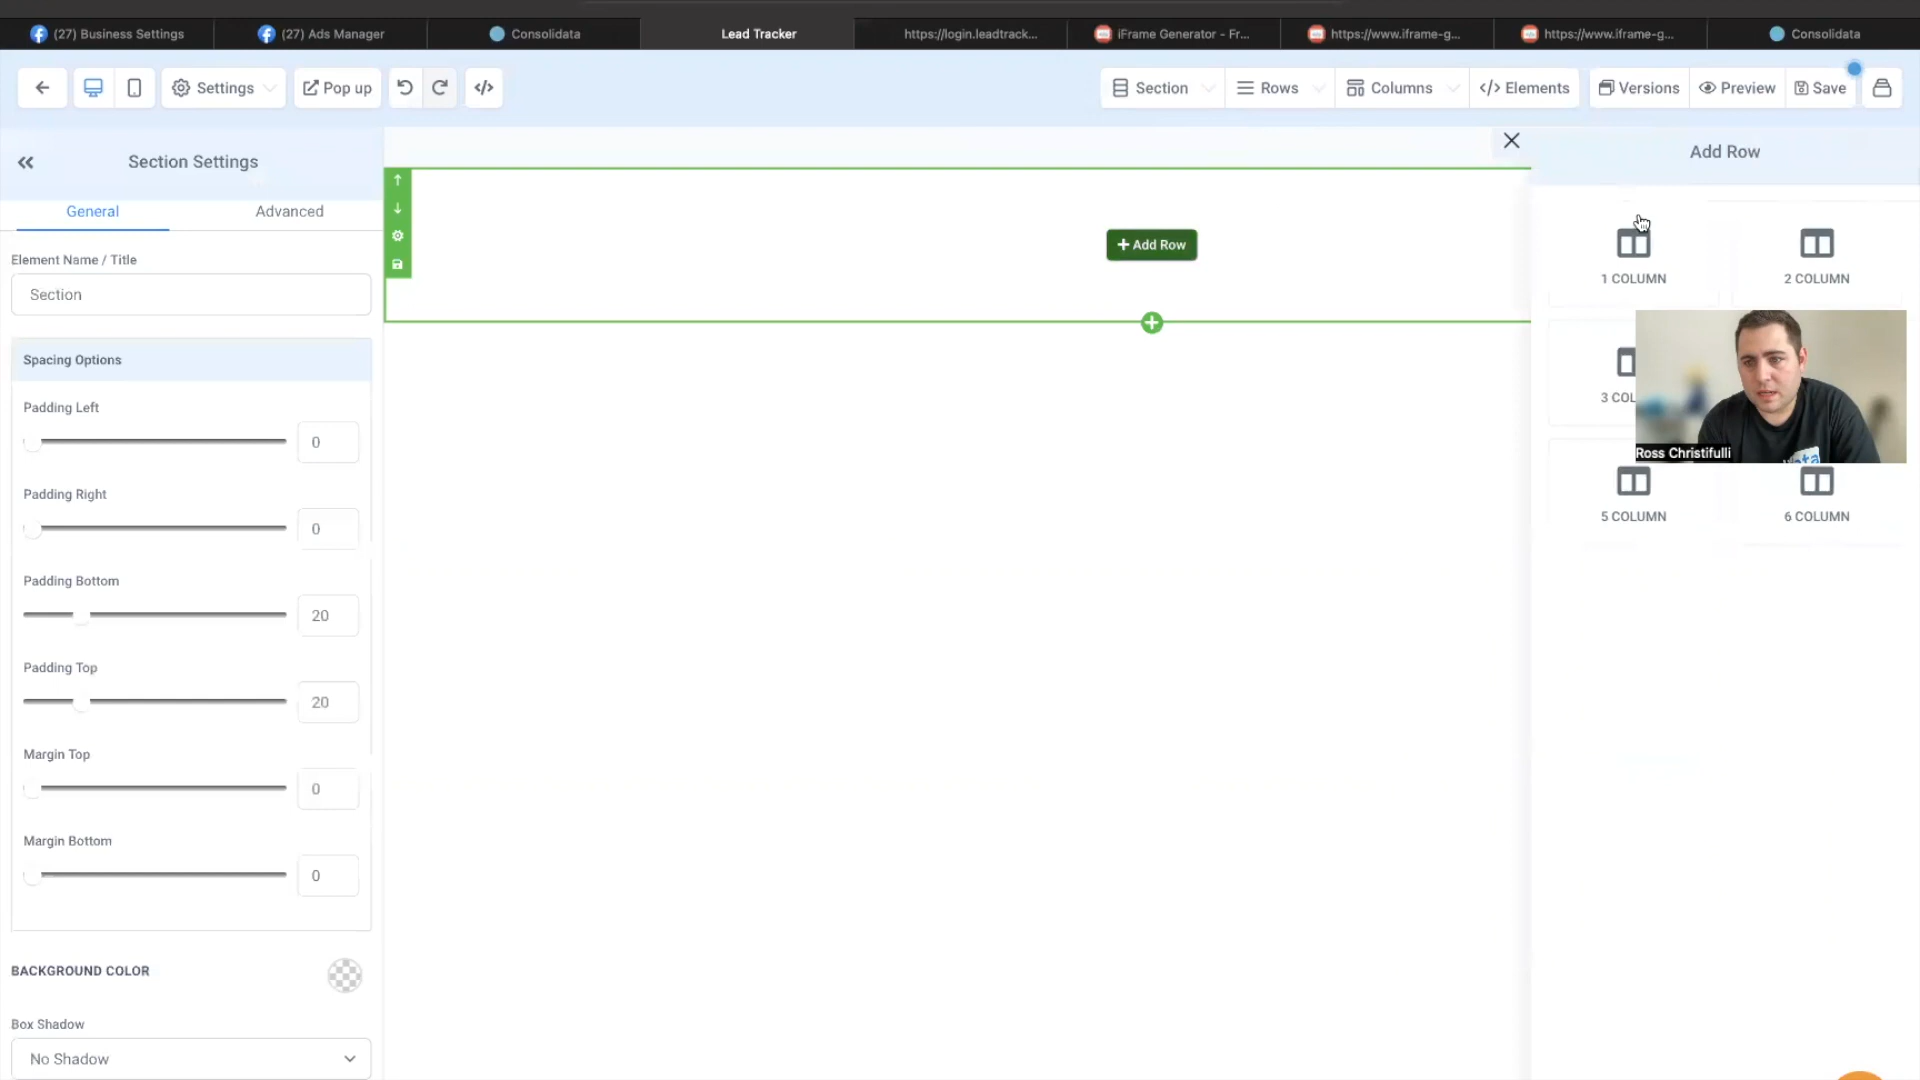 (27) Business Settings
(27) Ads Manager
Consolidata
Lead Tracker
https://login.leadtrack...
iFrame Generator - Fr...
https://www.iframe-g...
https://www.iframe-g...
Consolidata
Settings
Pop up
Section
Rows
Columns
</> Elements
Versions
Preview
Save
Section Settings
General
Advanced
Element Name / Title
Section
Spacing Options
Padding Left
0
Padding Right
0
Padding Bottom
20
Padding Top
20
Margin Top
0
Margin Bottom
0
BACKGROUND COLOR
Box Shadow
No Shadow
+ Add Row
Add Row
1 COLUMN
2 COLUMN
3 COL
Ross Christifulli
5 COLUMN
6 COLUMN